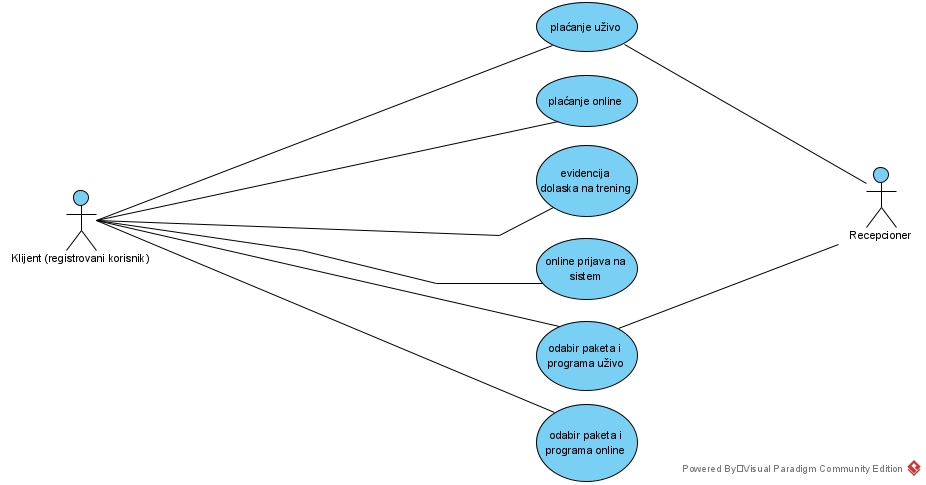 plaćanje uživo
plaćanje online
evidencija
dolaska na trening
Klijent (registrovani korisnik)
Recepcioner
online prijava na
sistem
odabir paketa i
programa uživo
odabir paketa i
programa online
Powered By□Visual Paradigm Community Edition